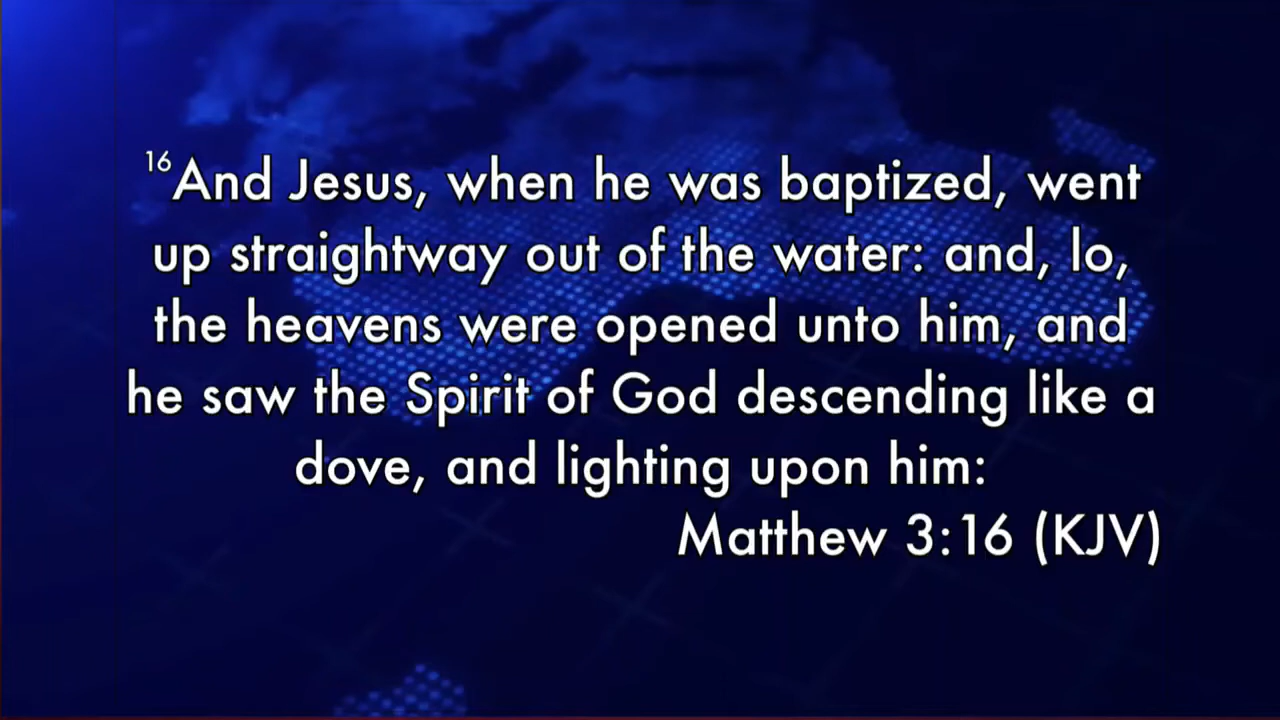 16And Jesus, when he was baptized, went
up straightway out of the water: and, lo,
the heavens were opened unto him, and
he saw the Spirit of God descending like a
dove, and lighting upon him:
Matthew 3:16 (KJV)